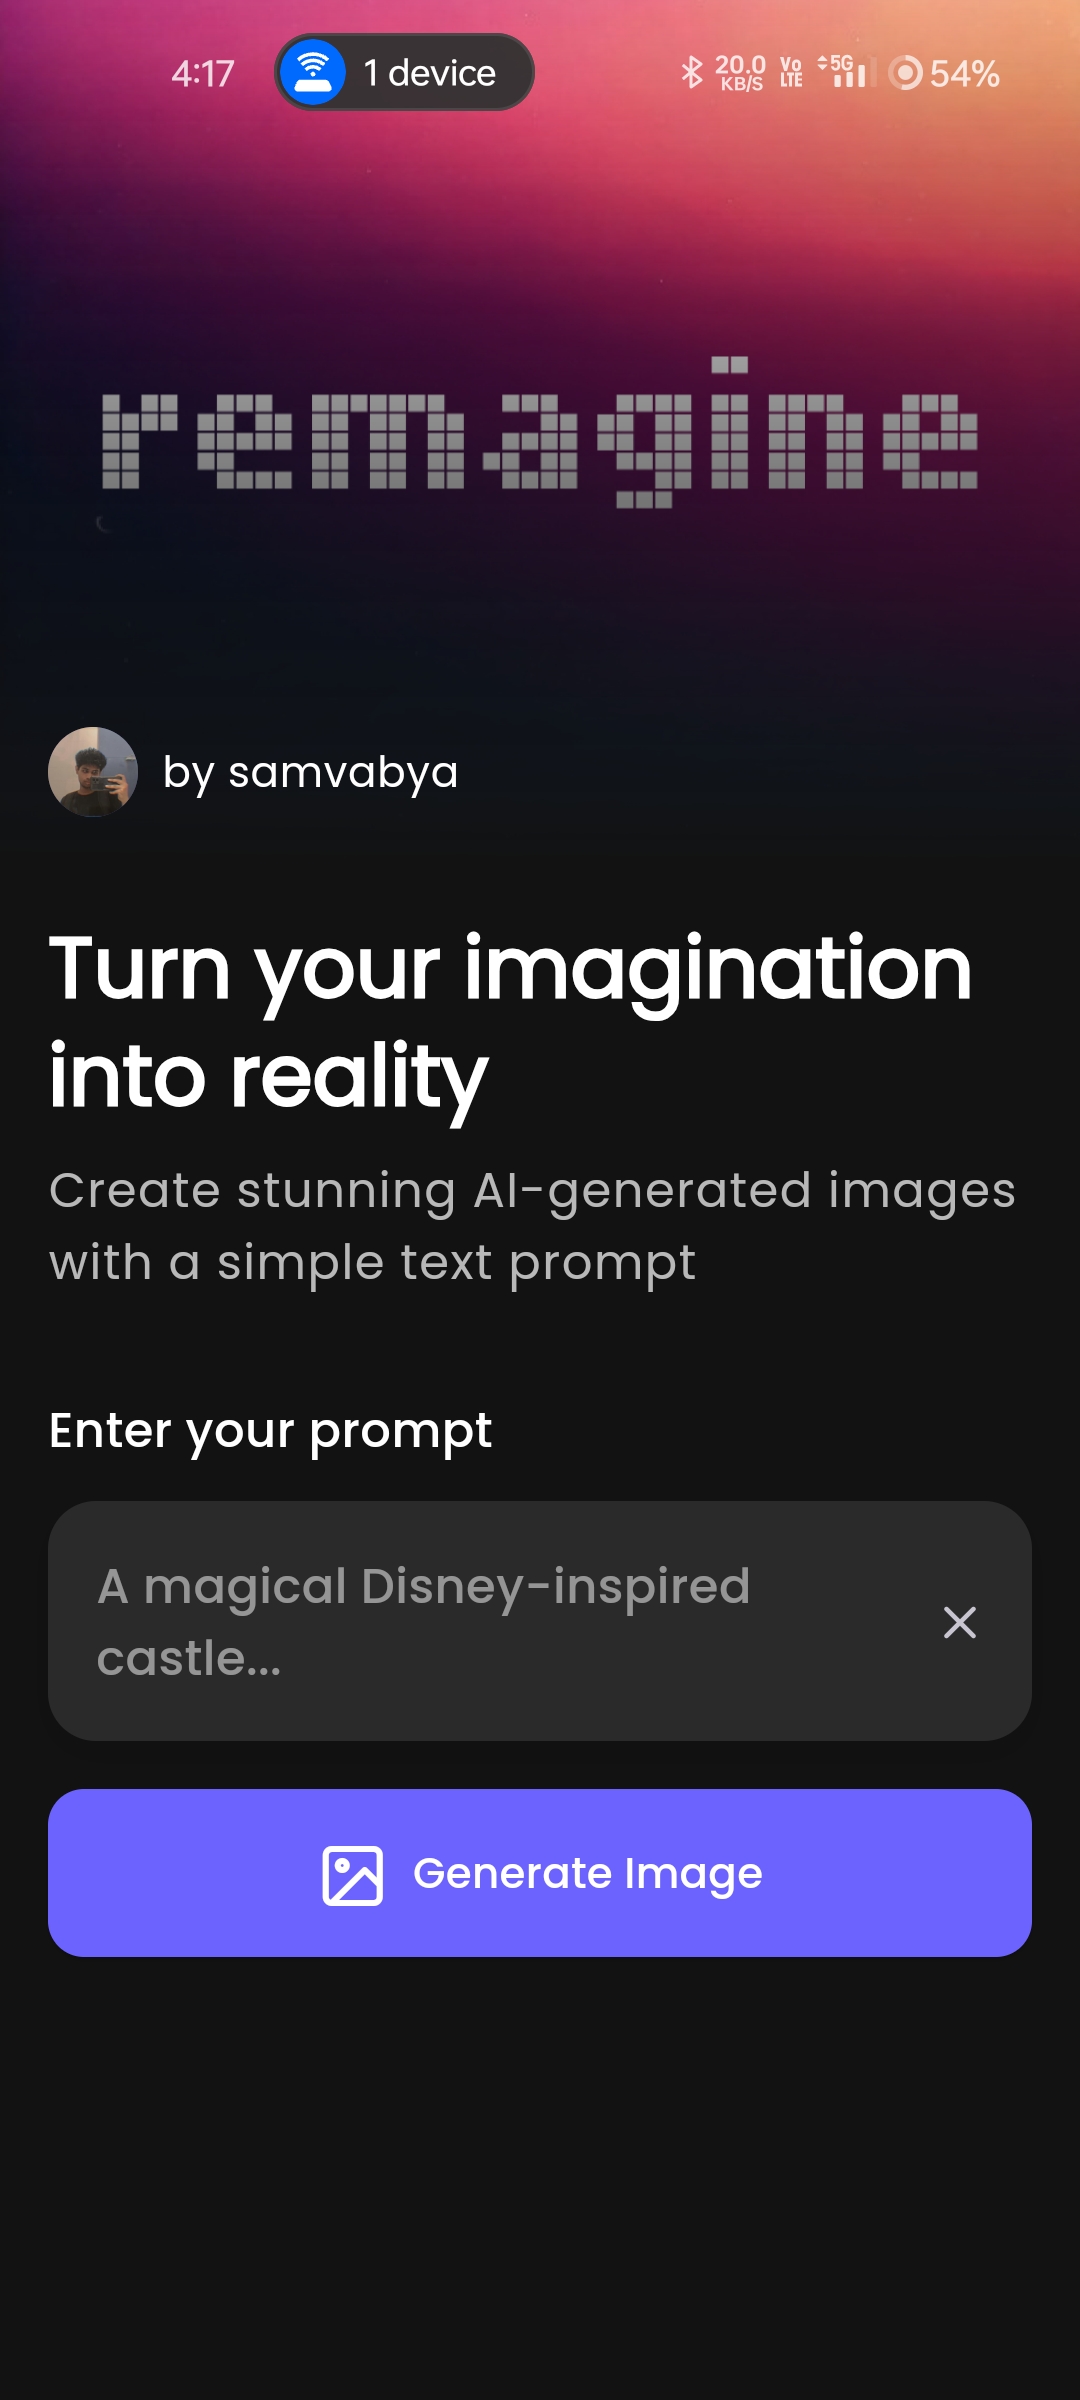 4:17 1 device 20.0 KB/S Vo LTE 5G 54%
remagine
by samvabya
Turn your imagination
into reality
Create stunning AI-generated images
with a simple text prompt
Enter your prompt
A magical Disney-inspired
castle...
Generate Image